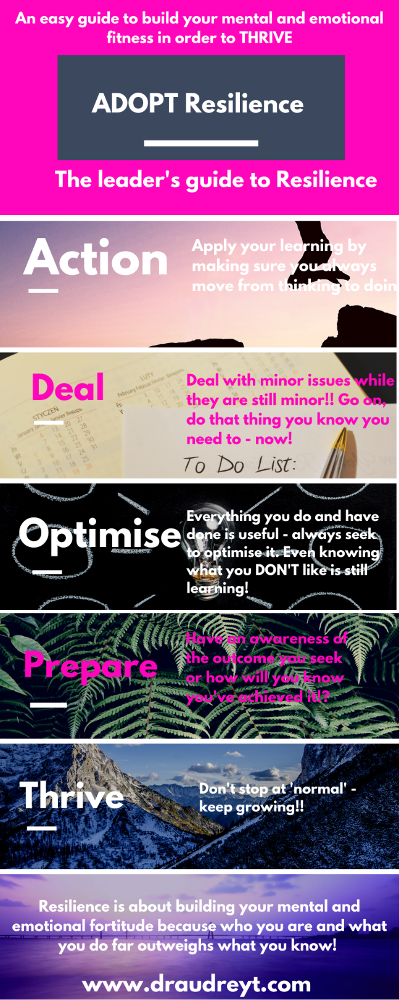 An easy guide to build your mental and emotional
fitness in order to THRIVE
ADOPT Resilience
The leader's guide to Resilience
Action
Apply your learning by
making sure you always
move from thinking to doin
Deal
Deal with minor issues while
they are still minor!! Go on,
do that thing you know you
need to - now!
LUTY
February Februar Fevrier
STYCZEN
January Janvier Январь
To Do List:
Optimise
Everything you do and have
done is useful - always seek
to optimise it. Even knowing
what you DON'T like is still
learning!
Prepare
Have an awareness of
the outcome you seek
or how will you know
you've achieved it!?
Thrive
Don't stop at 'normal' -
keep growing!!
Resilience is about building your mental and
emotional fortitude because who you are and what
you do far outweighs what you know!
www.draudreyt.com